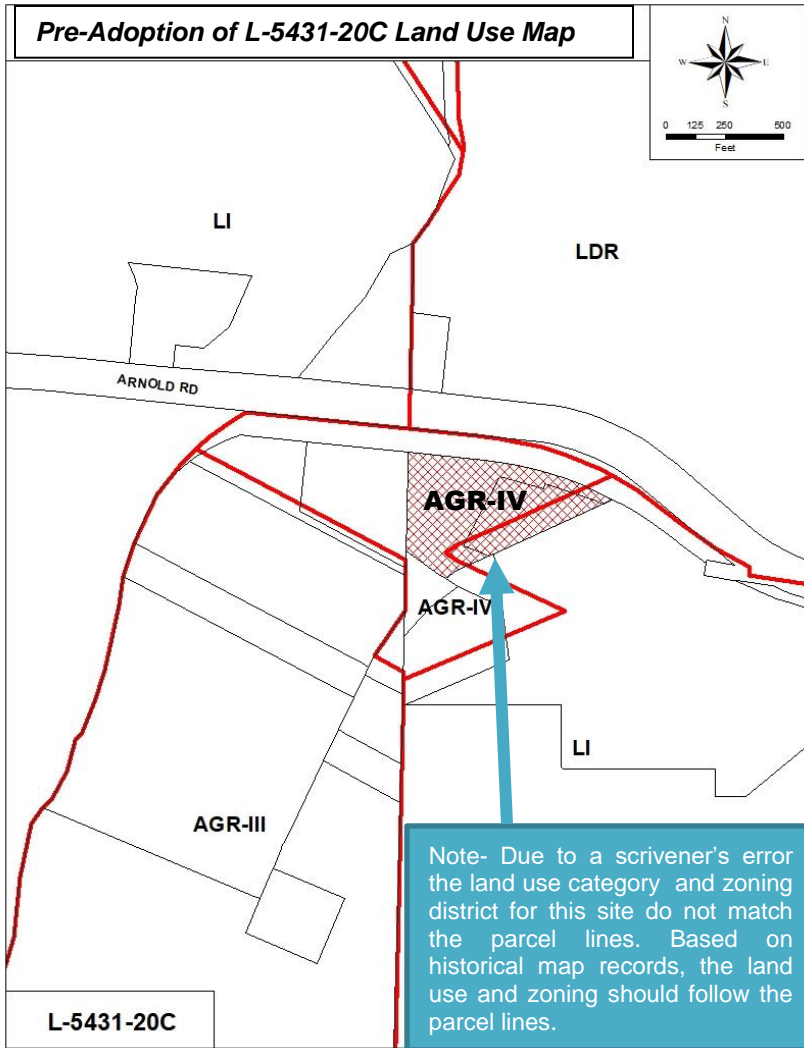 Pre-Adoption of L-5431-20C Land Use Map
N
W E
S
0 125 250 500
Feet
LI
LDR
ARNOLD RD
AGR-IV
AGR-IV
LI
AGR-III
Note- Due to a scrivener’s error
the land use category and zoning
district for this site do not match
the parcel lines. Based on
historical map records, the land
use and zoning should follow the
parcel lines.
L-5431-20C